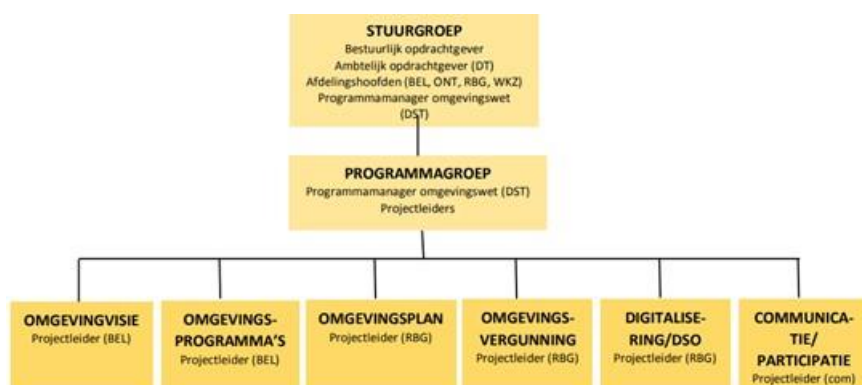 STUURGROEP
Bestuurlijk opdrachtgever
Ambtelijk opdrachtgever (DT)
Afdelingshoofden (BEL, ONT, RBG, WKZ)
Programmamanager omgevingswet
(DST)
PROGRAMMAGROEP
Programmamanager omgevingswet (DST)
Projectleiders
OMGEVINGVISIE
Projectleider (BEL)
OMGEVINGS-
PROGRAMMA'S
Projectleider (BEL)
OMGEVINGSPLAN
Projectleider (RBG)
OMGEVINGS-
VERGUNNING
Projectleider (RBG)
DIGITALISE-
RING/DSO
Projectleider (RBG)
COMMUNICA-
TIE/
PARTICIPATIE
Projectleider (com)